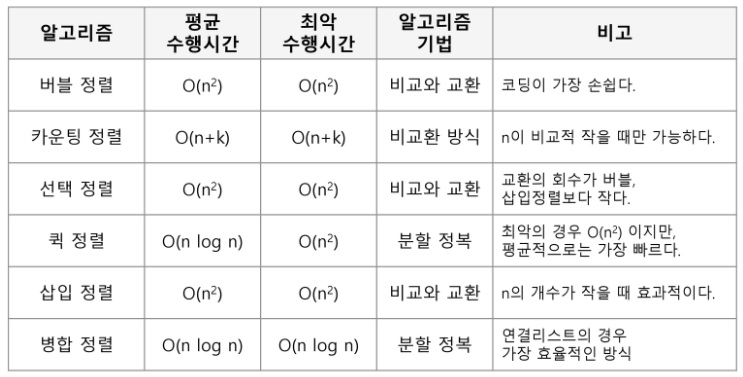 알고리즘 평균 수행시간 최악 수행시간 알고리즘 기법 비고
버블 정렬 O(n²) O(n²) 비교와 교환 코딩이 가장 손쉽다.
카운팅 정렬 O(n+k) O(n+k) 비교환 방식 n이 비교적 작을 때만 가능하다.
선택 정렬 O(n²) O(n²) 비교와 교환 교환의 회수가 버블,
삽입정렬보다 작다.
퀵 정렬 O(n log n) O(n²) 분할 정복 최악의 경우 O(n²) 이지만,
평균적으로는 가장 빠르다.
삽입 정렬 O(n²) O(n²) 비교와 교환 n의 개수가 작을 때 효과적이다.
병합 정렬 O(n log n) O(n log n) 분할 정복 연결리스트의 경우
가장 효율적인 방식